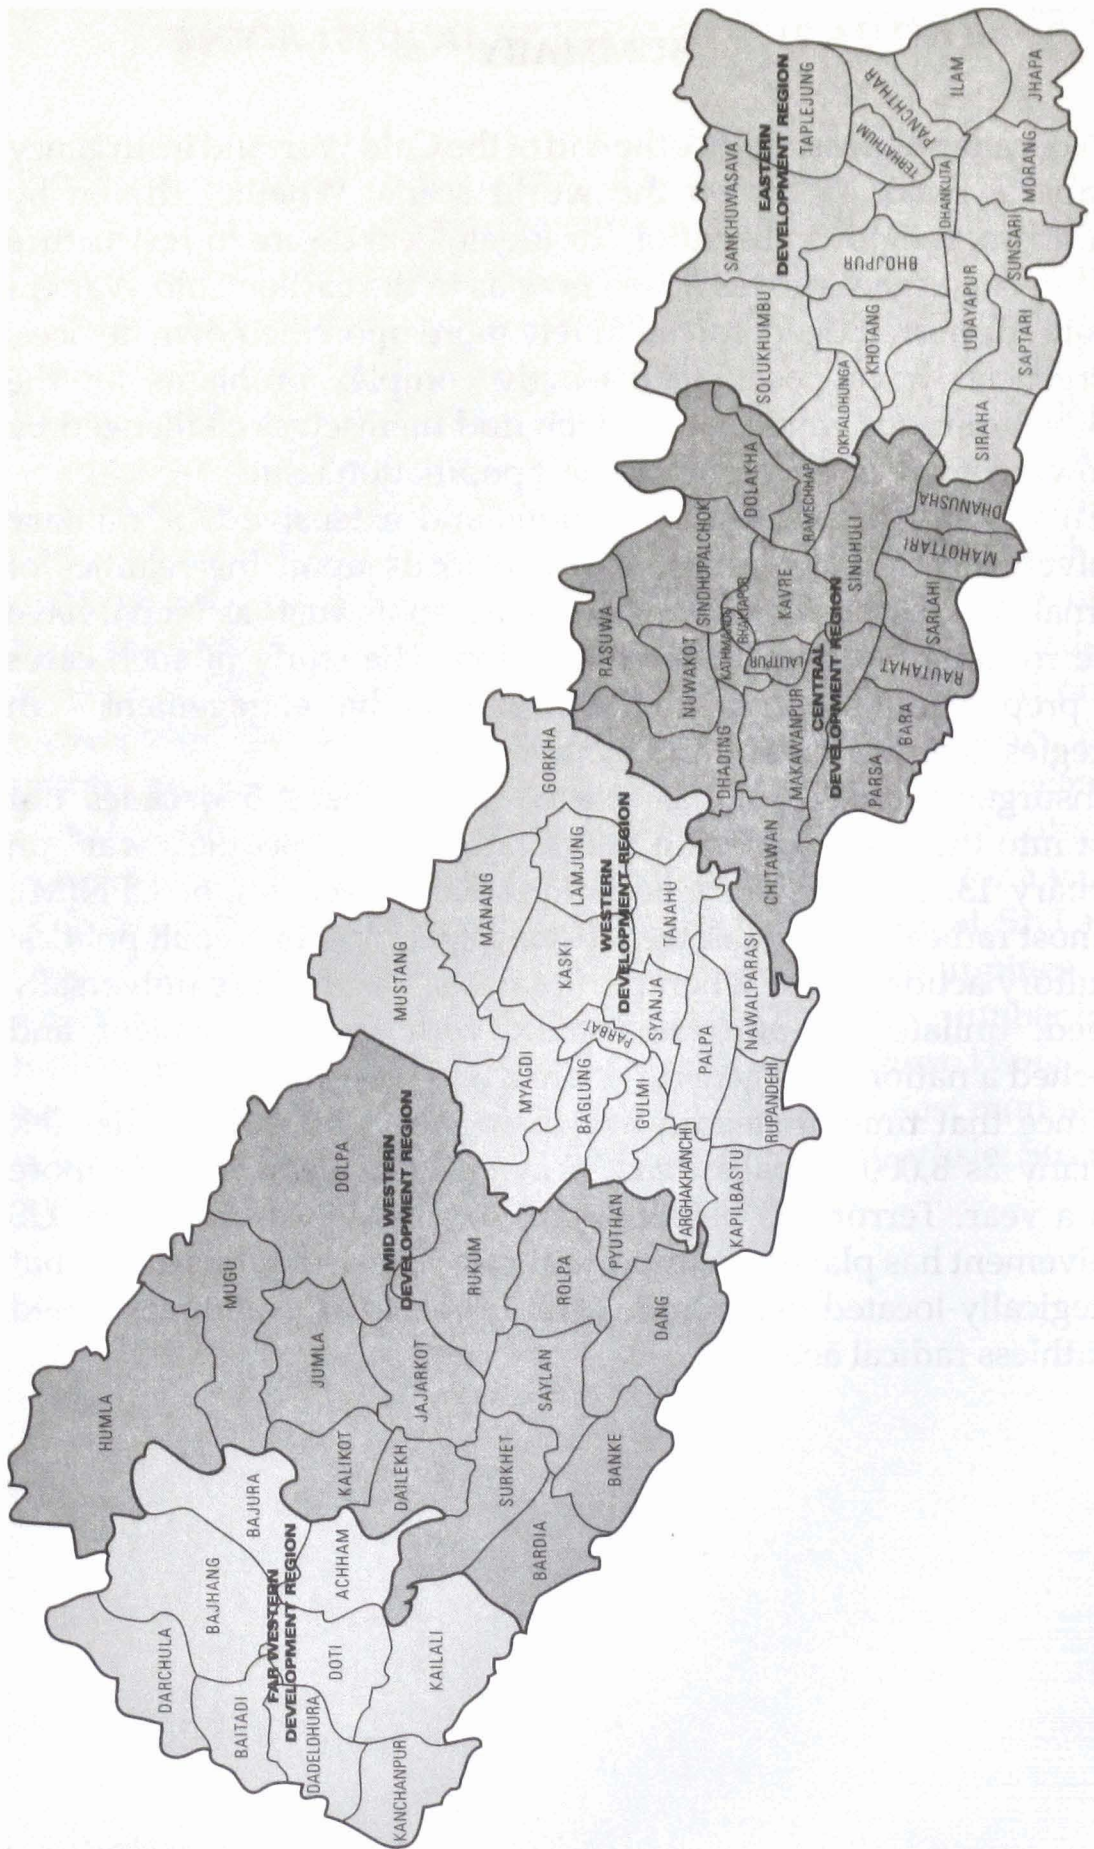 FAR WESTERN
DEVELOPMENT REGION
DARCHULA
BAJHANG
BAITADI
BAJURA
DADELDHURA
DOTI
ACHHAM
KANCHANPUR
KAILALI
MID WESTERN
DEVELOPMENT REGION
HUMLA
MUGU
DOLPA
JUMLA
KALIKOT
JAJARKOT
DAILEKH
RUKUM
SURKHET
SAYLAN
ROLPA
PYUTHAN
BARDIA
BANKE
DANG
WESTERN
DEVELOPMENT REGION
MUSTANG
MANANG
GORKHA
MYAGDI
KASKI
LAMJUNG
BAGLUNG
PARBAT
SYANJA
TANAHU
GULMI
ARGHAKHANCHI
PALPA
NAWALPARASI
KAPILBASTU
RUPANDEHI
CENTRAL
DEVELOPMENT REGION
RASUWA
NUWAKOT
SINDHUPALCHOK
DOLAKHA
DHADING
KATHMANDU
BHAKTAPUR
LALITPUR
KAVRE
RAMECHHAP
CHITAWAN
MAKAWANPUR
SINDHULI
PARSA
BARA
RAUTAHAT
SARLAHI
MAHOTTARI
DHANUSHA
EASTERN
DEVELOPMENT REGION
SOLUKHUMBU
SANKHUWASAVA
TAPLEJUNG
OKHALDHUNGA
KHOTANG
BHOJPUR
TERHATHUM
PANCHTHAR
DHANKUTA
ILAM
UDAYAPUR
SIRAHA
SAPTARI
SUNSARI
MORANG
JHAPA